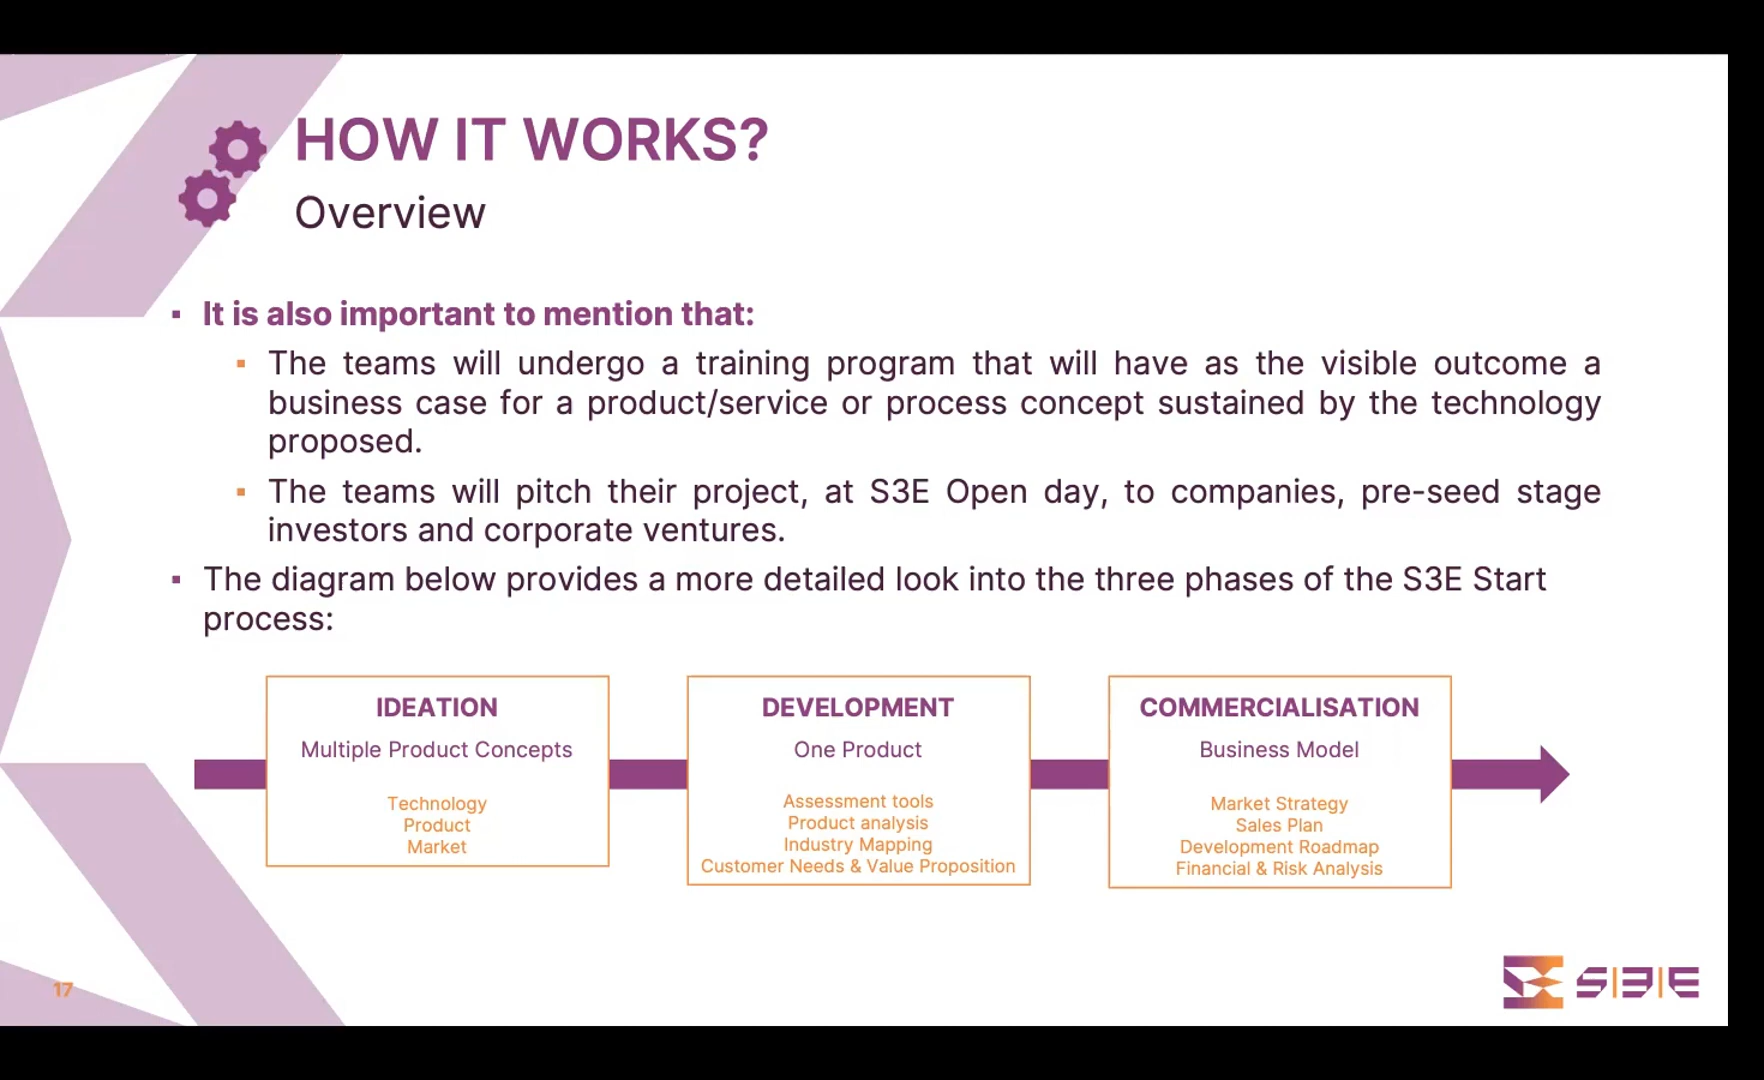 HOW IT WORKS?
Overview
▪ It is also important to mention that:
▪ The teams will undergo a training program that will have as the visible outcome a
business case for a product/service or process concept sustained by the technology
proposed.
▪ The teams will pitch their project, at S3E Open day, to companies, pre-seed stage
investors and corporate ventures.
▪ The diagram below provides a more detailed look into the three phases of the S3E Start
process:
IDEATION
Multiple Product Concepts
Technology
Product
Market
DEVELOPMENT
One Product
Assessment tools
Product analysis
Industry Mapping
Customer Needs & Value Proposition
COMMERCIALISATION
Business Model
Market Strategy
Sales Plan
Development Roadmap
Financial & Risk Analysis
17
S|3|E